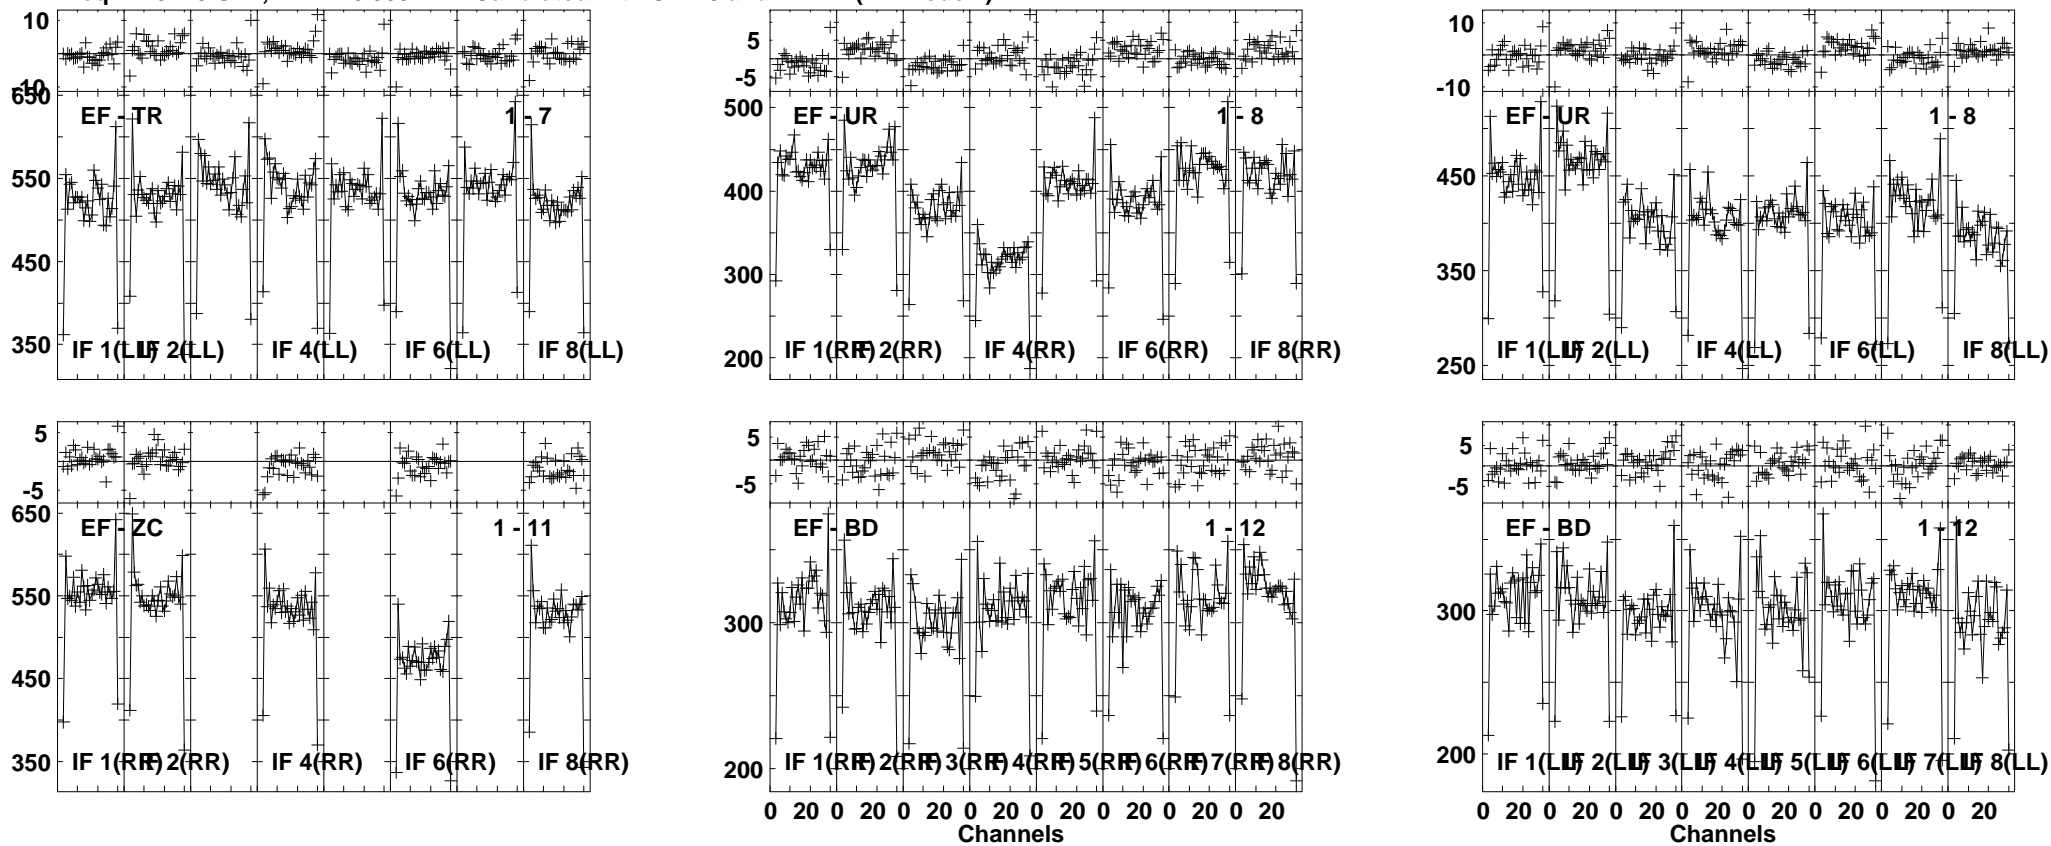 10
-10
650
550
450
350
EF - TR
1 - 7
IF 1(LL) IF 2(LL) IF 4(LL) IF 6(LL) IF 8(LL)
5
-5
500
400
300
200
EF - UR
1 - 8
IF 1(RR) IF 2(RR) IF 4(RR) IF 6(RR) IF 8(RR)
10
-10
450
350
250
EF - UR
1 - 8
IF 1(LL) IF 2(LL) IF 4(LL) IF 6(LL) IF 8(LL)
5
-5
650
550
450
350
EF - ZC
1 - 11
IF 1(RR) IF 2(RR) IF 4(RR) IF 6(RR) IF 8(RR)
5
-5
300
200
EF - BD
1 - 12
IF 1(RR) IF 2(RR) IF 3(RR) IF 4(RR) IF 5(RR) IF 6(RR) IF 7(RR) IF 8(RR)
0 20 0 20 0 20 0 20 0 20 0 20 0 20 0 20
Channels
5
-5
300
200
EF - BD
1 - 12
IF 1(LL) IF 2(LL) IF 3(LL) IF 4(LL) IF 5(LL) IF 6(LL) IF 7(LL) IF 8(LL)
0 20 0 20 0 20 0 20 0 20 0 20 0 20 0 20
Channels